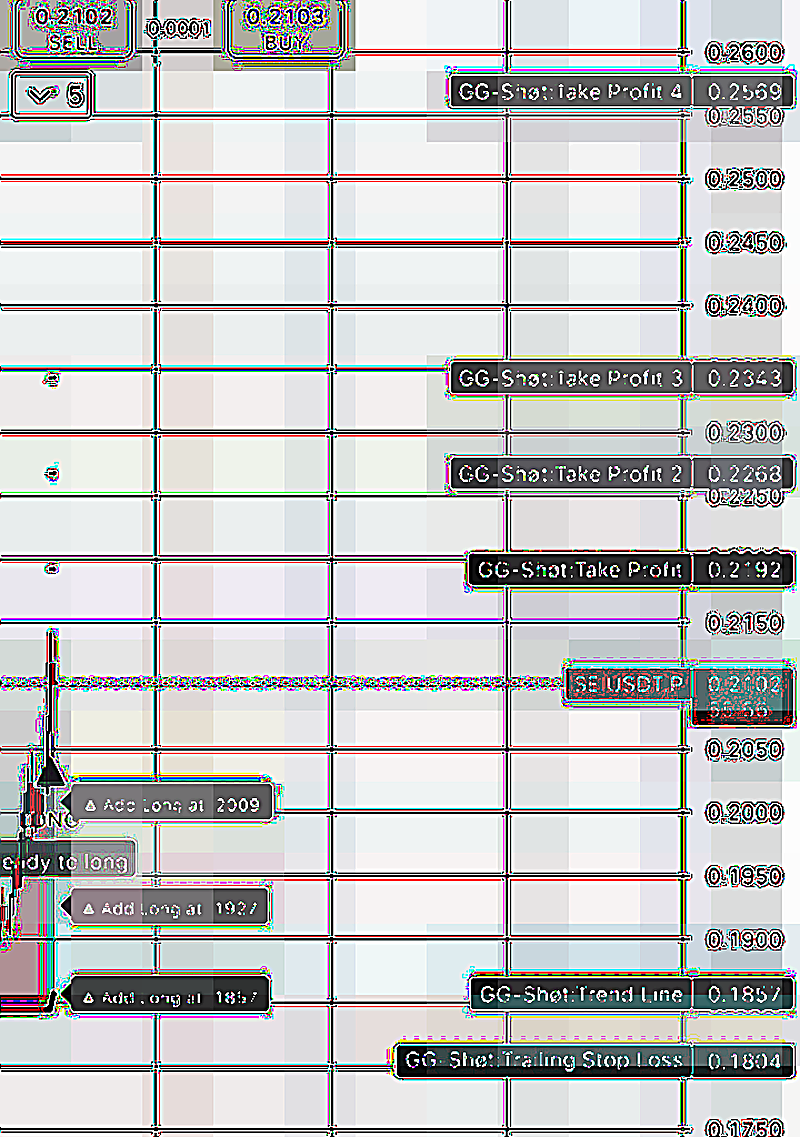 0.2102
SELL
0.0001
0.2103
BUY
5
0.2600
GG-Shot:Take Profit 4 0.2569
0.2550
0.2500
0.2450
0.2400
GG-Shot:Take Profit 3 0.2343
0.2300
GG-Shot:Take Profit 2 0.2268
0.2250
GG-Shot:Take Profit 0.2192
0.2150
USDT.P 0.2102
0.2050
Add Long at 2009
0.2000
to long
0.1950
Add Long at 1927
0.1900
GG-Shot:Trend Line 0.1857
Add Long at 1857
GG-Shot:Trailing Stop Loss 0.1804
0.1750